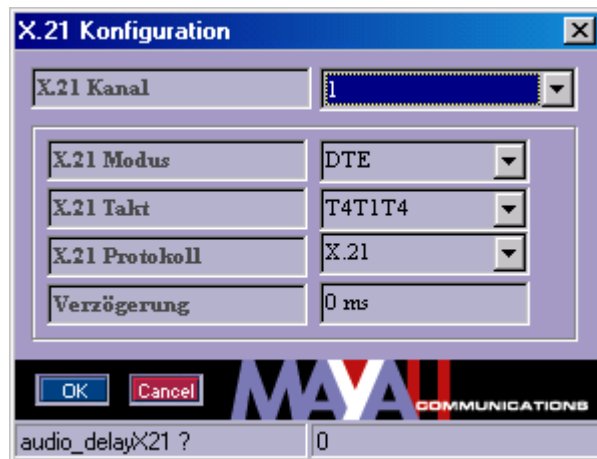 X.21 Konfiguration
X.21 Kanal 1
X.21 Modus DTE
X.21 Takt T4T1T4
X.21 Protokoll X.21
Verzögerung 0 ms
OK Cancel MAYAH COMMUNICATIONS
audio_delayX21 ? 0